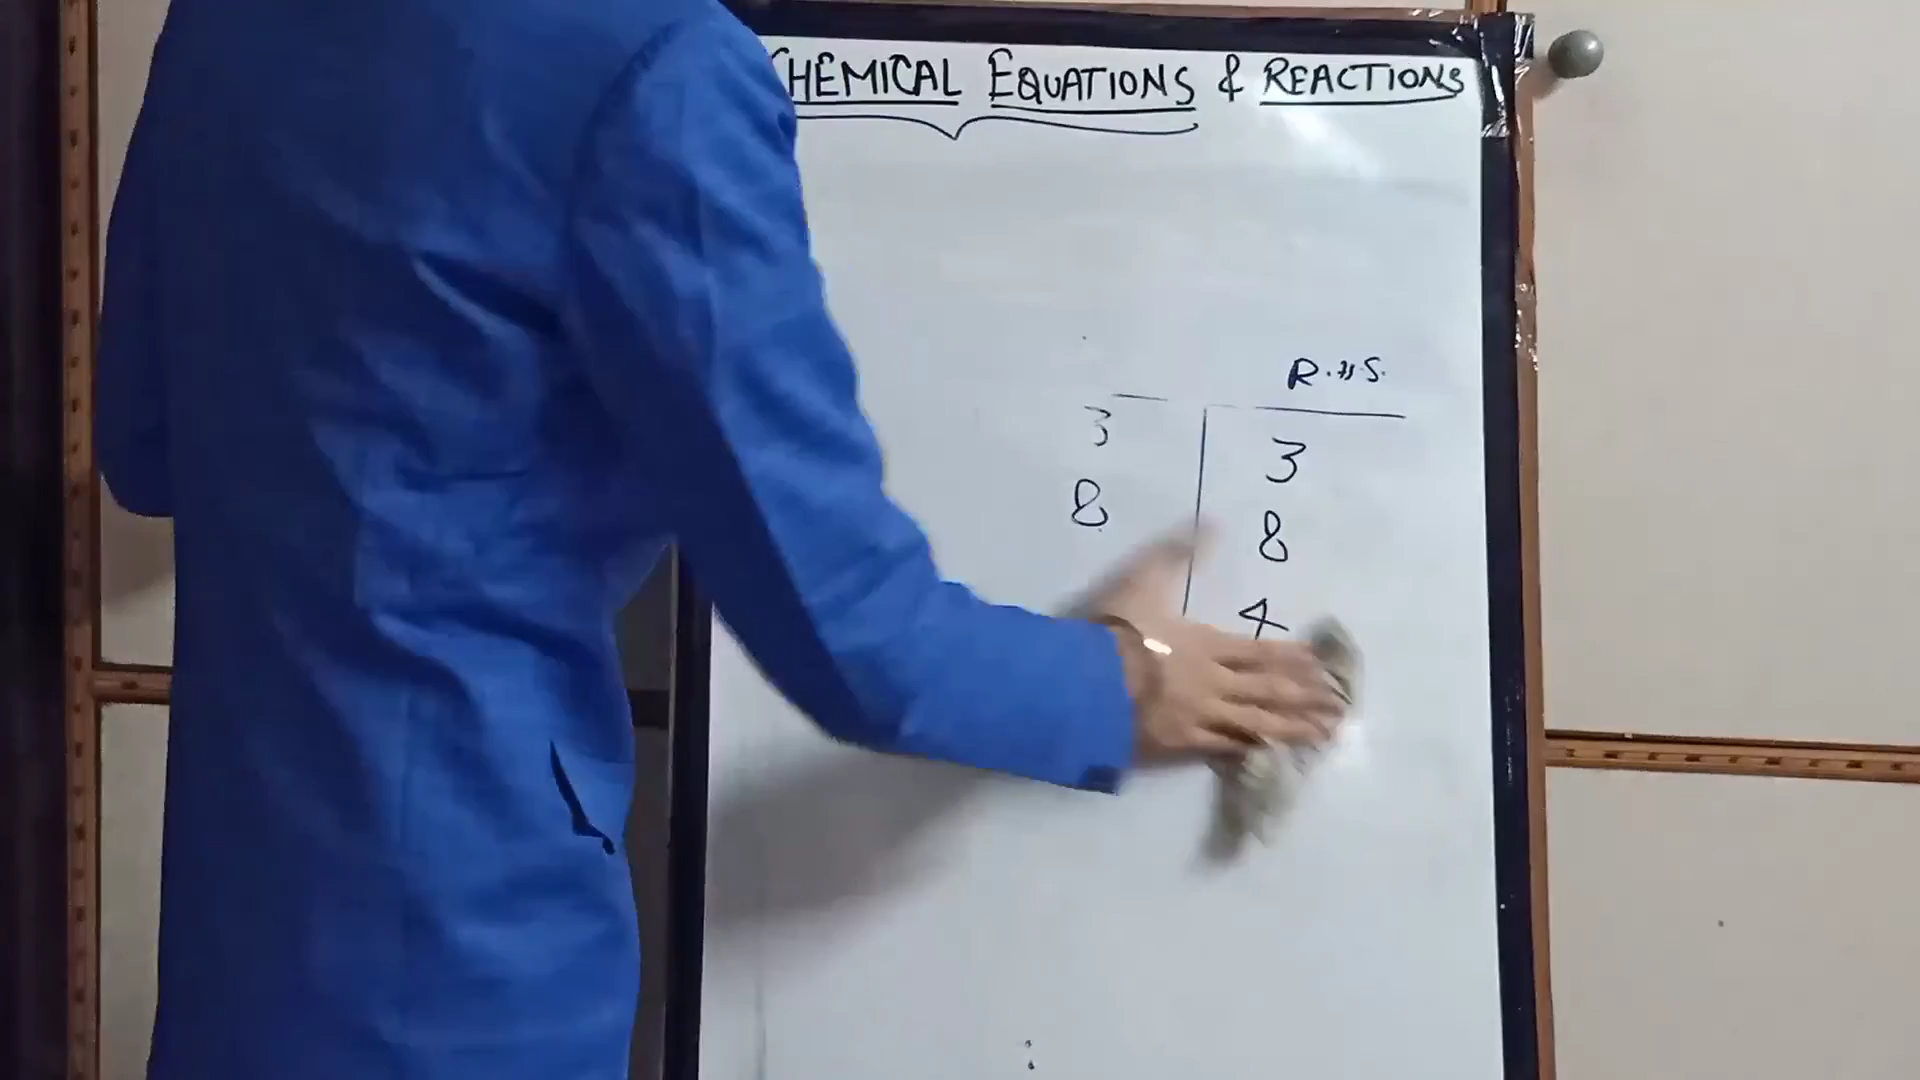 CHEMICAL EQUATIONS & REACTIONS
R.H.S.
3 3
8 8
4